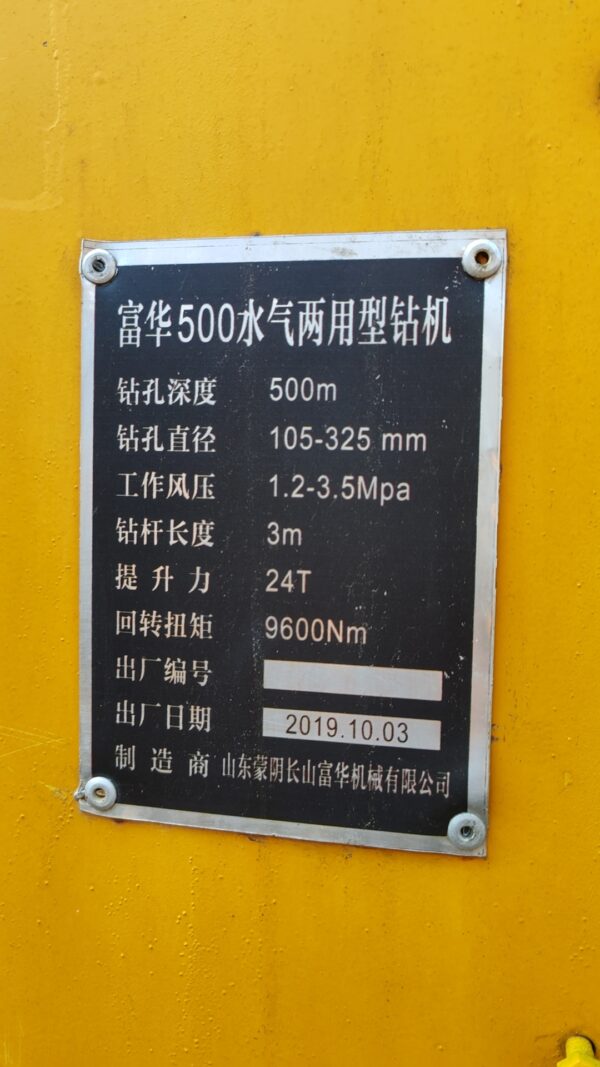 富华500水气两用型钻机
钻孔深度 500m
钻孔直径 105-325 mm
工作风压 1.2-3.5Mpa
钻杆长度 3m
提升力 24T
回转扭矩 9600Nm
出厂编号
出厂日期 2019.10.03
制造商 山东蒙阴长山富华机械有限公司